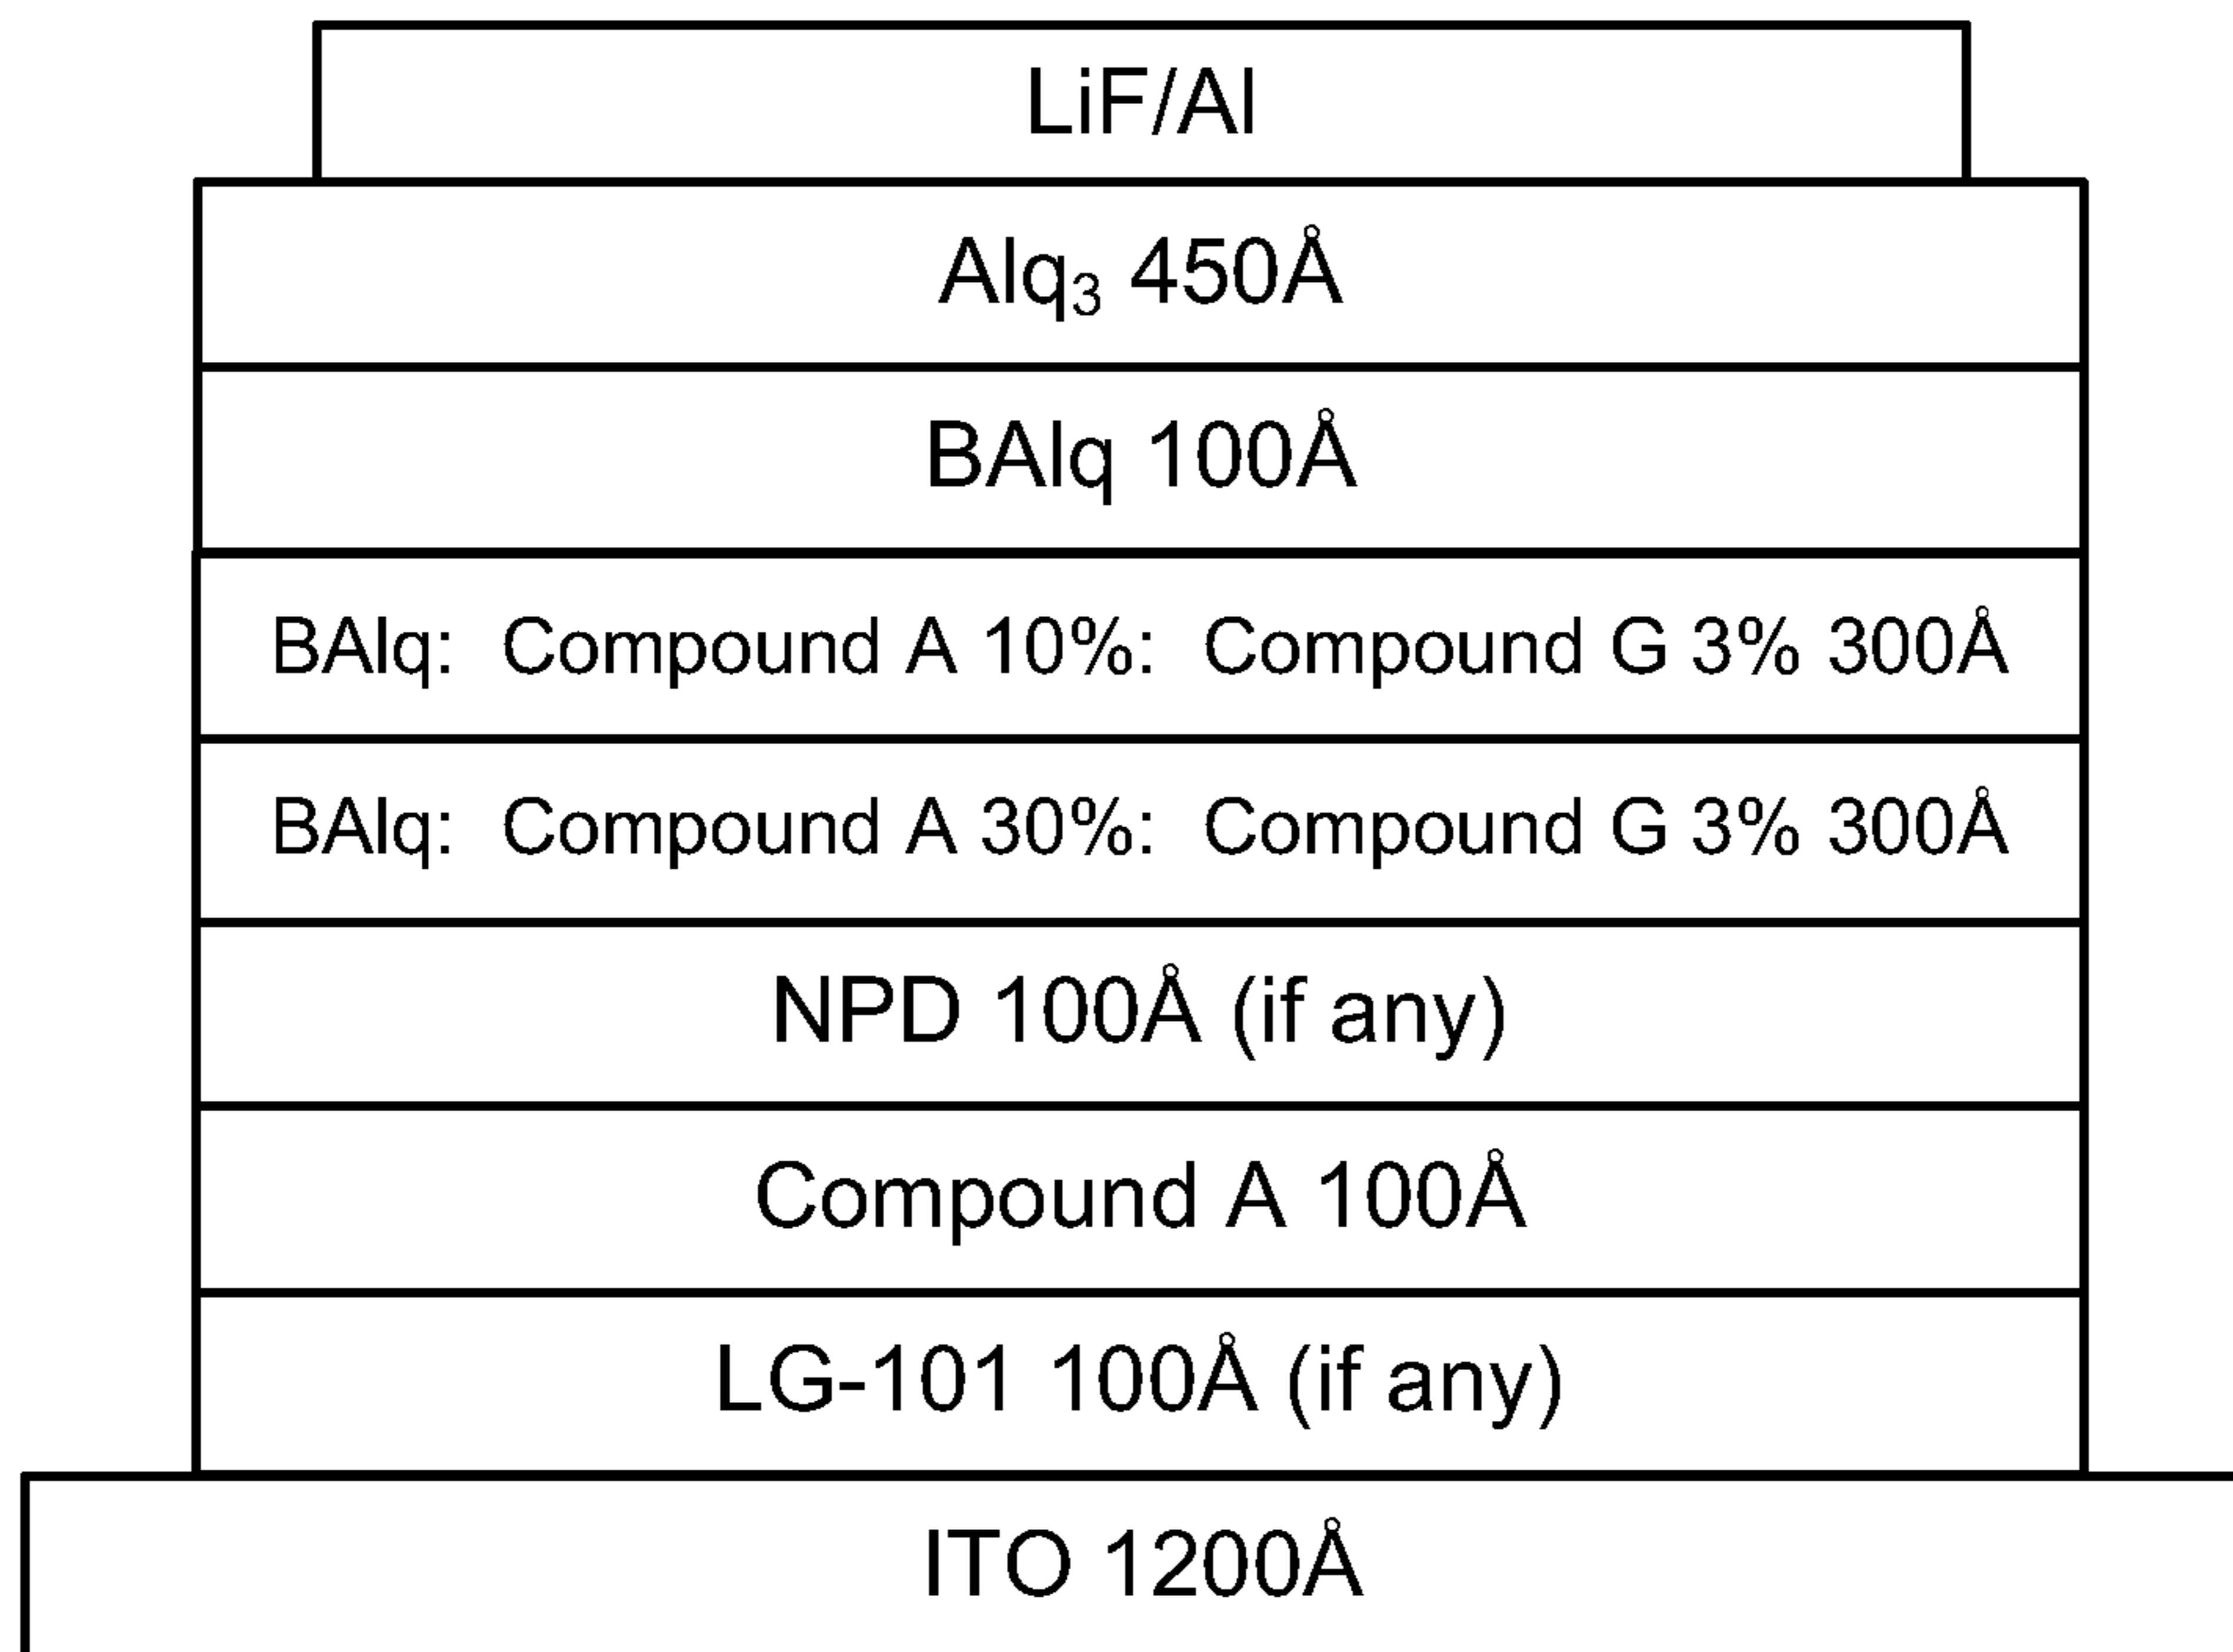 LiF/Al
Alq₃ 450Å
BAlq 100Å
BAlq: Compound A 10%: Compound G 3% 300Å
BAlq: Compound A 30%: Compound G 3% 300Å
NPD 100Å (if any)
Compound A 100Å
LG-101 100Å (if any)
ITO 1200Å